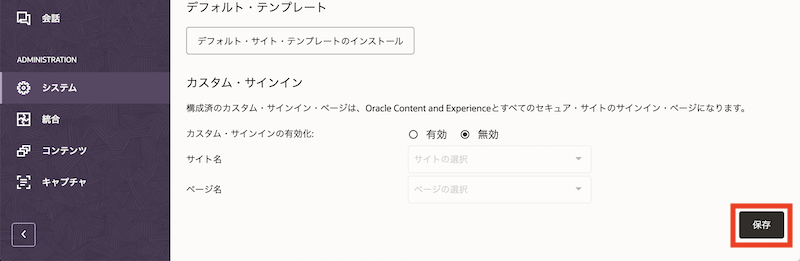 会話
ADMINISTRATION
システム
統合
コンテンツ
キャプチャ
デフォルト・テンプレート
デフォルト・サイト・テンプレートのインストール
カスタム・サインイン
構成済のカスタム・サインイン・ページは、Oracle Content and Experienceとすべてのセキュア・サイトのサインイン・ページになります。
カスタム・サインインの有効化: 有効 無効
サイト名 サイトの選択
ページ名 ページの選択
保存